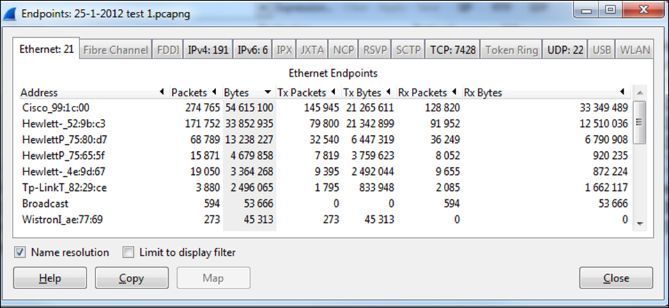 Endpoints: 25-1-2012 test 1.pcapng
Ethernet: 21 Fibre Channel FDDI IPv4: 191 IPv6: 6 IPX JXTA NCP RSVP SCTP TCP: 7428 Token Ring UDP: 22 USB WLAN
Ethernet Endpoints
Address Packets Bytes Tx Packets Tx Bytes Rx Packets Rx Bytes
Cisco_99:1c:00 274 765 54 615 100 145 945 21 265 611 128 820 33 349 489
Hewlett-_52:9b:c3 171 752 33 852 935 79 800 21 342 899 91 952 12 510 036
HewlettP_75:80:d7 68 789 13 238 227 32 540 6 447 319 36 249 6 790 908
HewlettP_75:65:5f 15 871 4 679 858 7 819 3 759 623 8 052 920 235
Hewlett-_4e:9d:67 19 050 3 364 268 9 395 2 492 044 9 655 872 224
Tp-LinkT_82:29:ce 3 880 2 496 065 1 795 833 948 2 085 1 662 117
Broadcast 594 53 666 0 0 594 53 666
WistronI_ae:77:69 273 45 313 273 45 313 0 0
Name resolution Limit to display filter
Help Copy Map Close